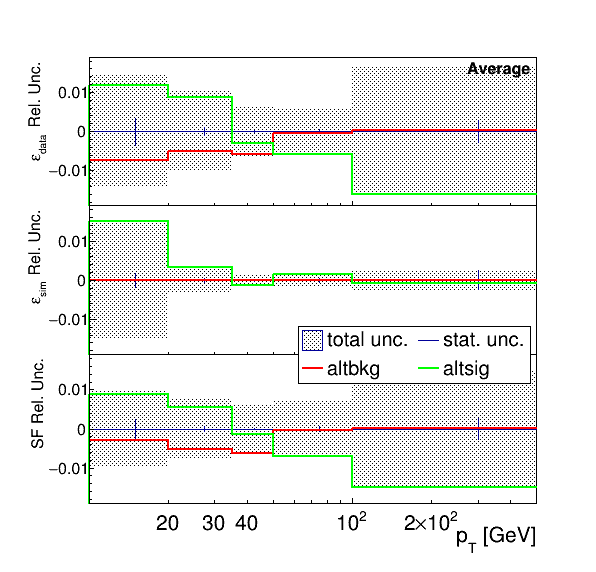 Average
ε_data Rel. Unc.
0.01
0
−0.01
ε_sim Rel. Unc.
0.01
0
−0.01
total unc. stat. unc.
altbkg altsig
SF Rel. Unc.
0.01
0
−0.01
20 30 40 10² 2×10²
p_T [GeV]